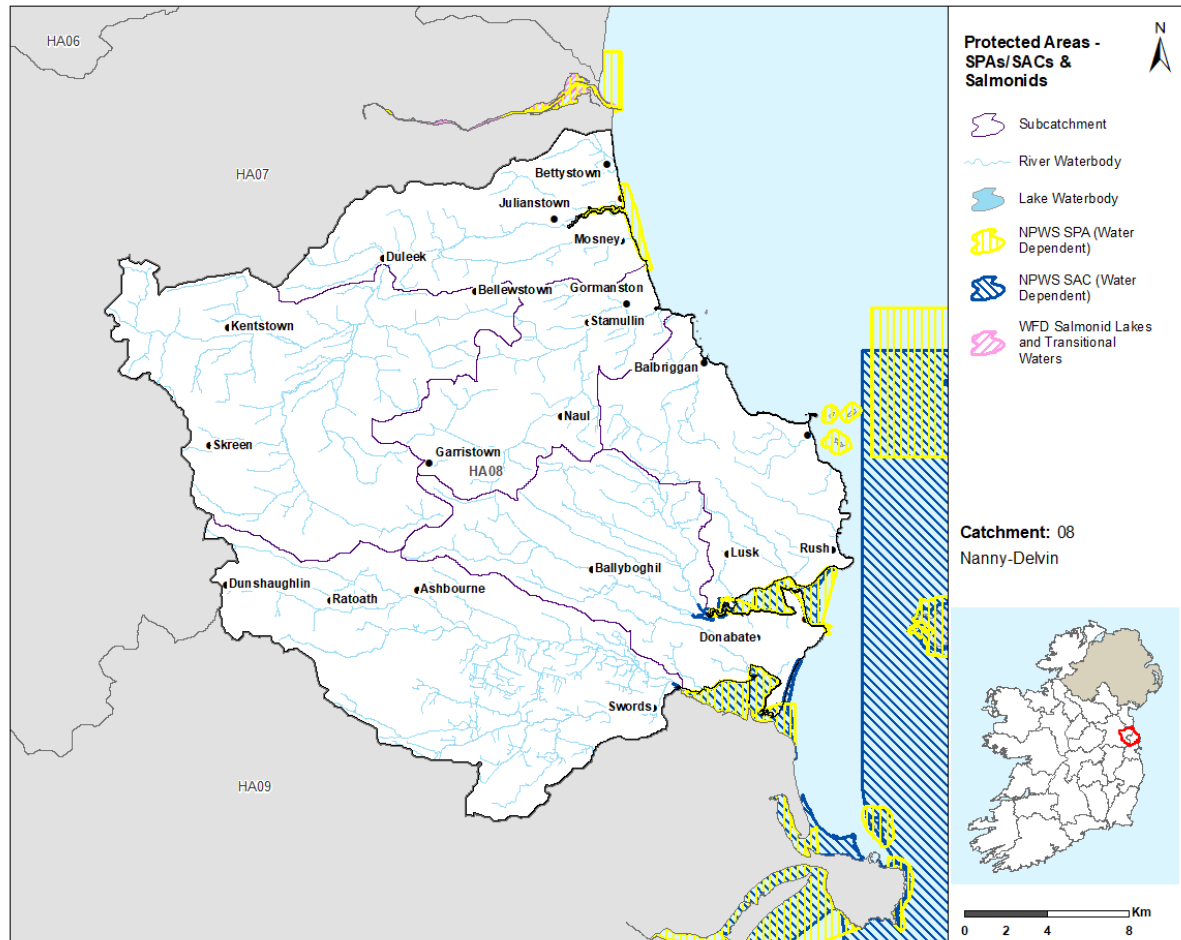 HA06
HA07
Bettystown
Julianstown
Mosney
Duleek
Bellewstown
Gormanston
Kentstown
Stamullin
Balbriggan
Naul
Skreen
Garristown
HA08
Lusk
Rush
Ballyboghil
Dunshaughlin
Ratoath
Ashbourne
Donabate
Swords
HA09
Protected Areas -
SPAs/SACs &
Salmonids
N
Subcatchment
River Waterbody
Lake Waterbody
NPWS SPA (Water
Dependent)
NPWS SAC (Water
Dependent)
WFD Salmonid Lakes
and Transitional
Waters
Catchment: 08
Nanny-Delvin
Km
0 2 4 8